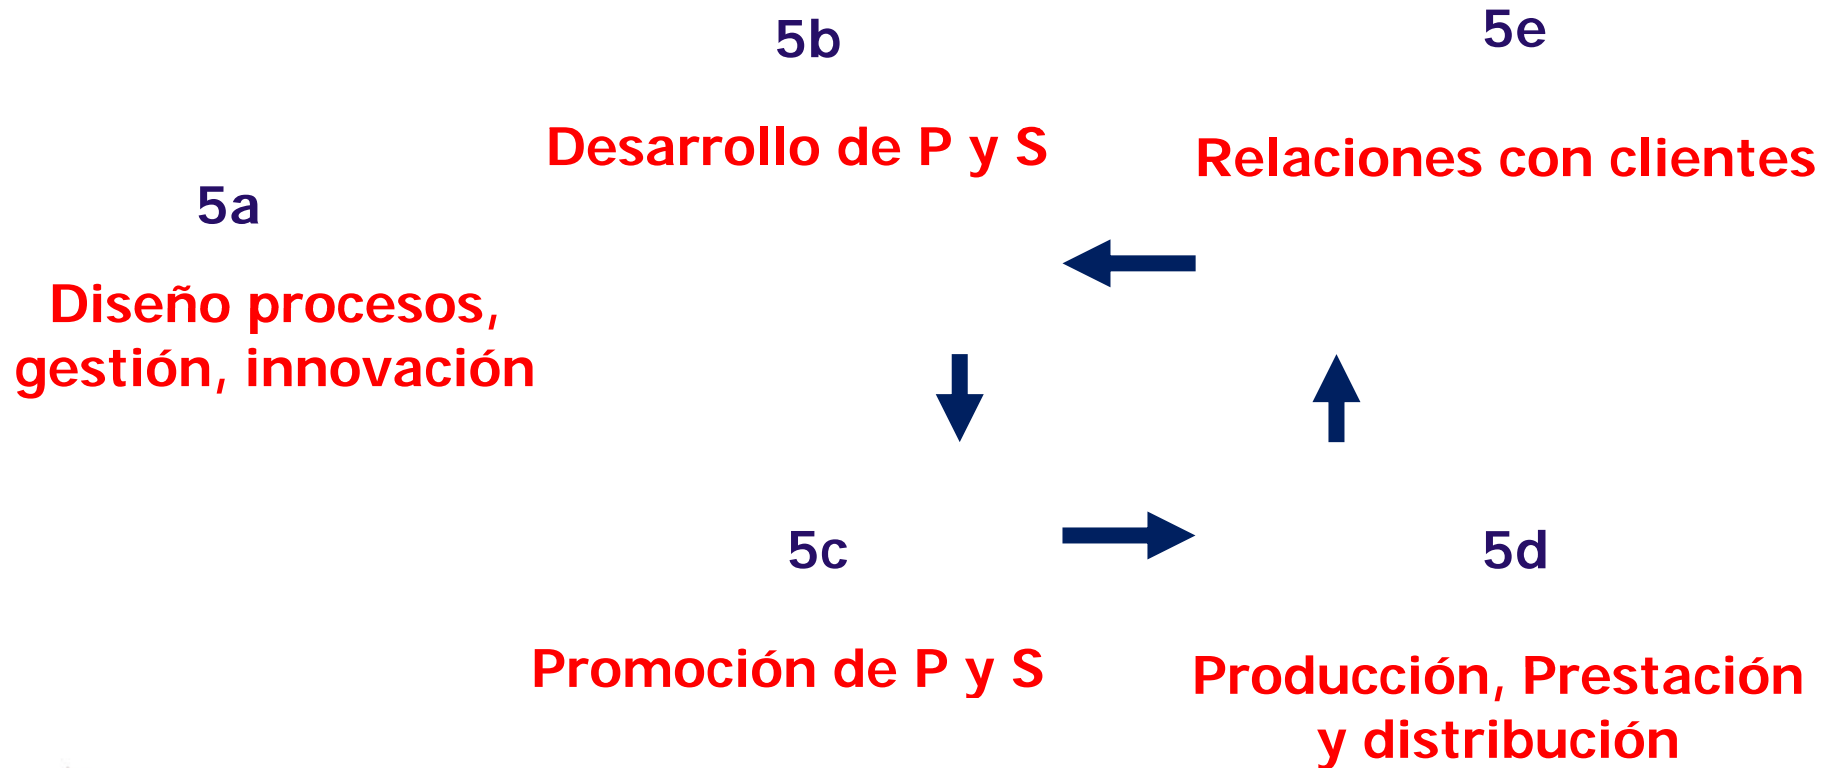 5a
Diseño procesos,
gestión, innovación
5b
Desarrollo de P y S
5e
Relaciones con clientes
5c
Promoción de P y S
5d
Producción, Prestación
y distribución